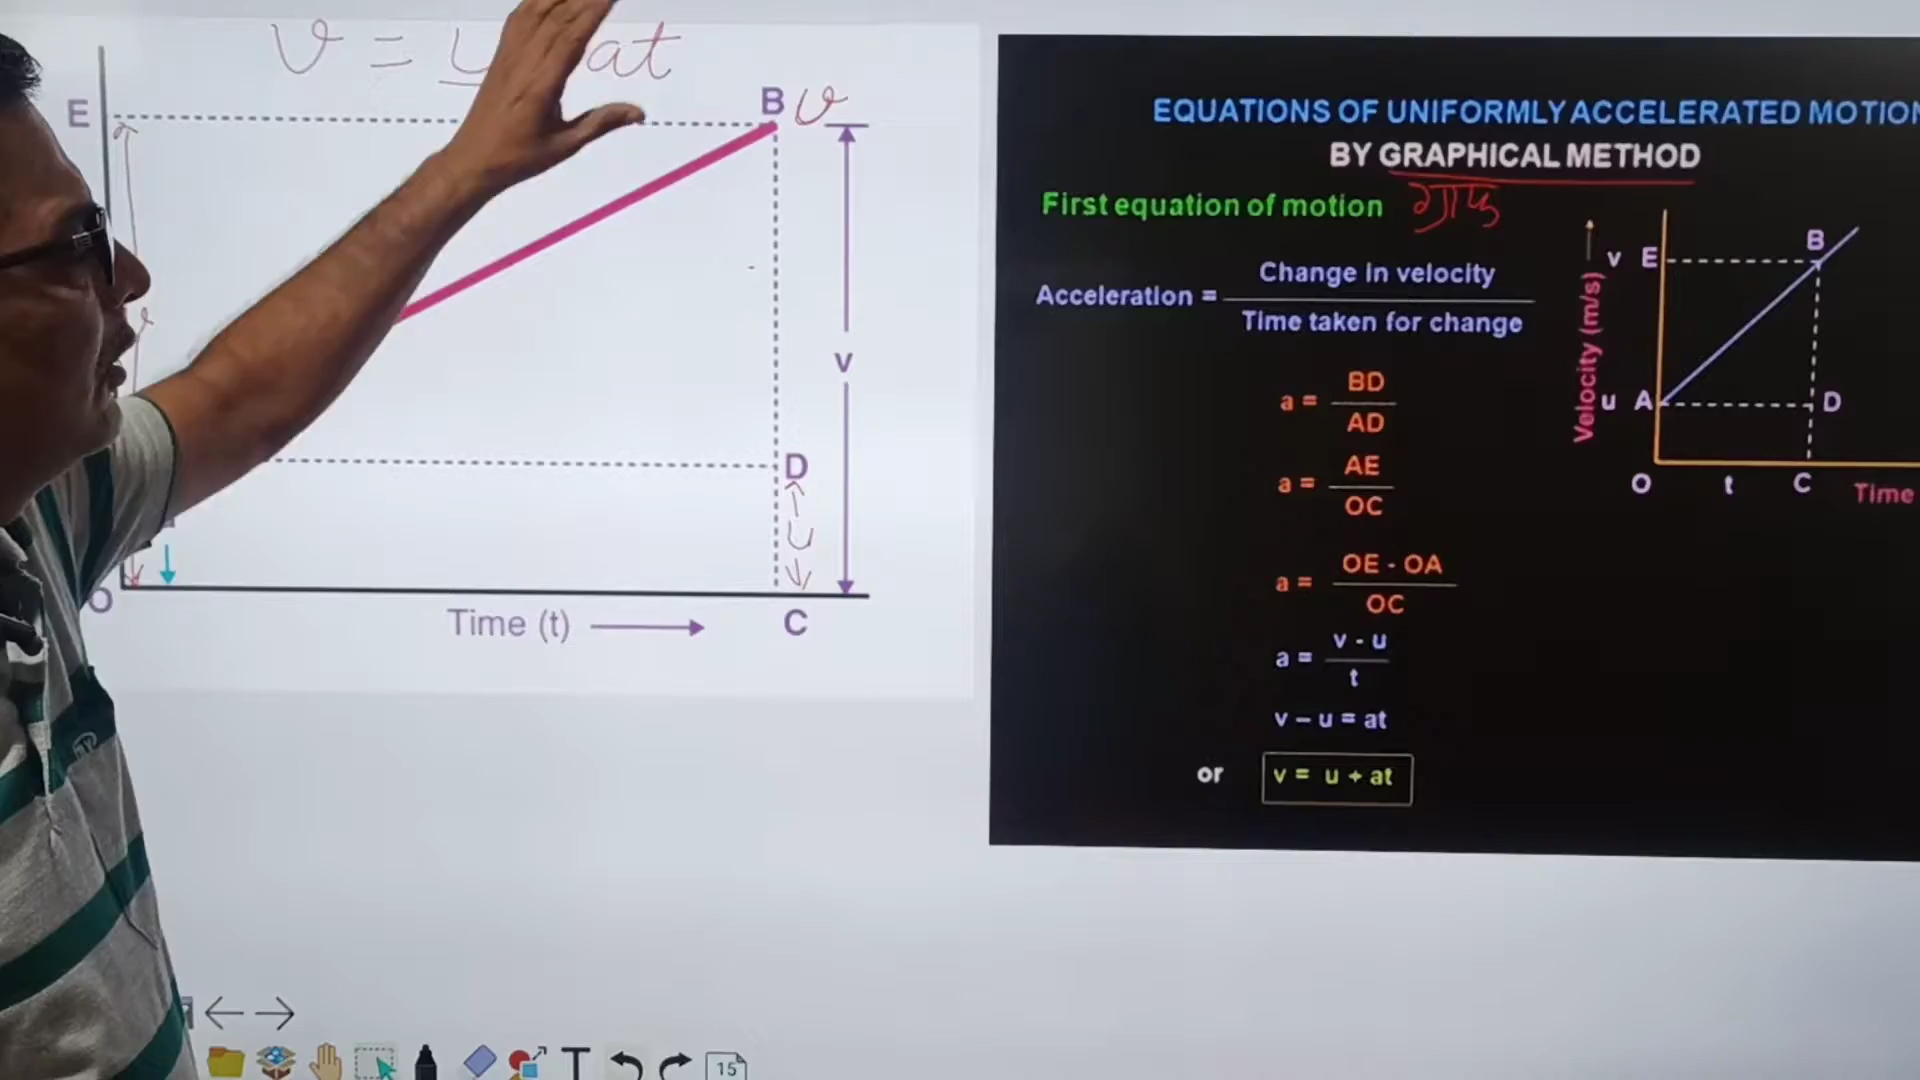 v = u at
E
B v
v
D
u
O
Time (t)
C
15
EQUATIONS OF UNIFORMLY ACCELERATED MOTION
BY GRAPHICAL METHOD
First equation of motion
Acceleration = Change in velocity
Time taken for change
a = BD
AD
a = AE
OC
a = OE - OA
OC
a = v - u
t
v – u = at
or v = u + at
Velocity (m/s)
v E
B
u A
D
O t C Time